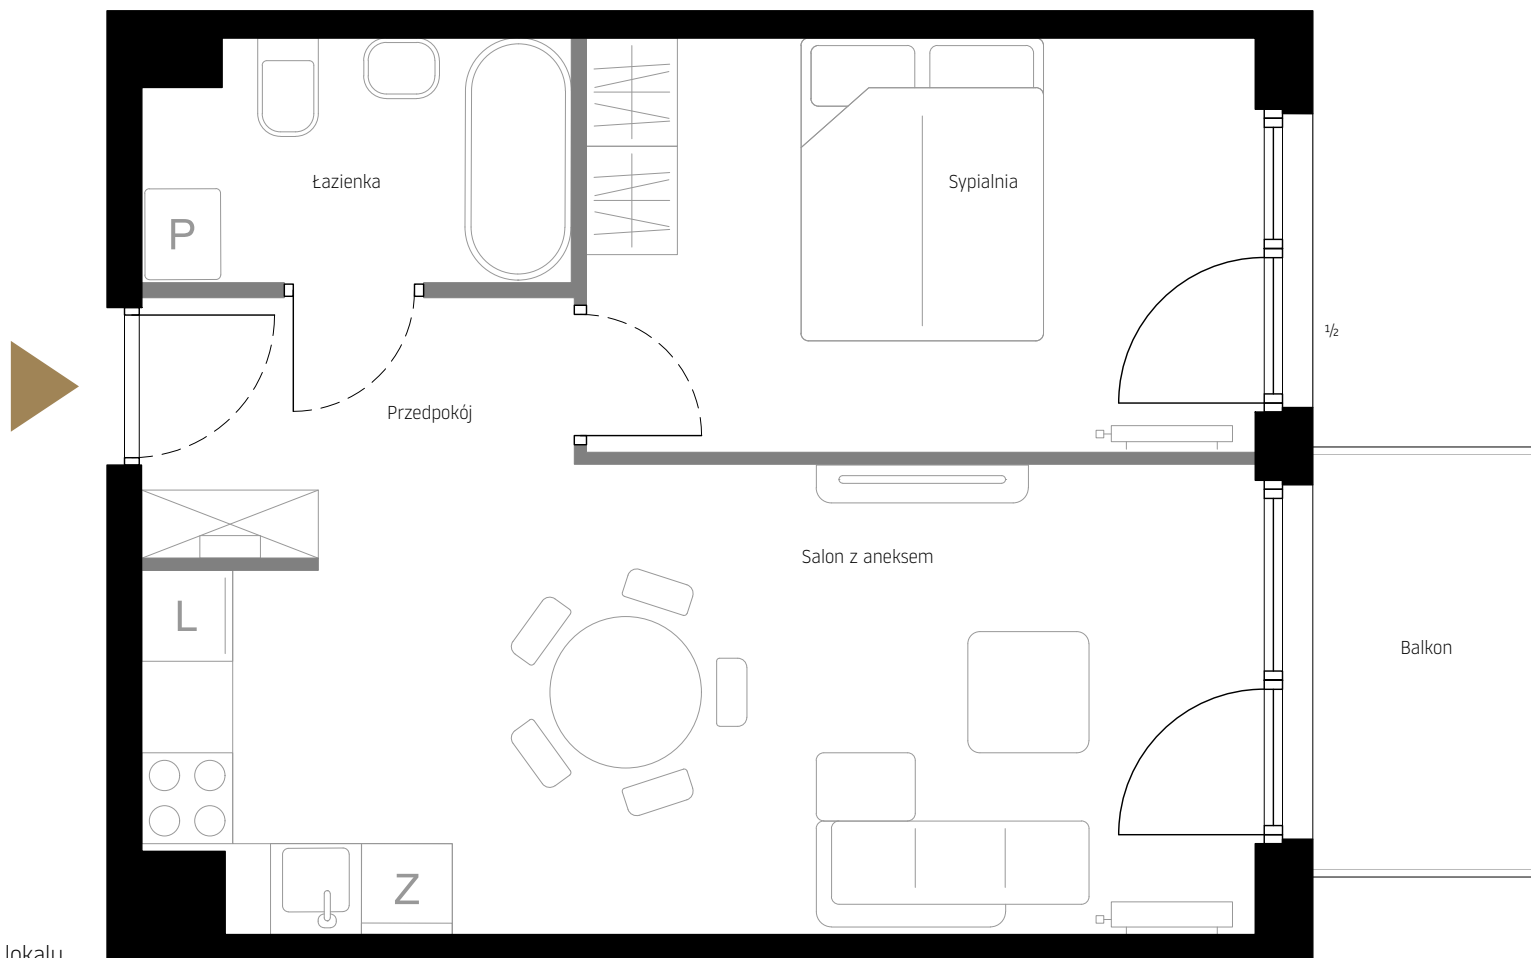 Łazienka
Sypialnia
P
½
Przedpokój
Salon z aneksem
L
Balkon
Z
lokalu